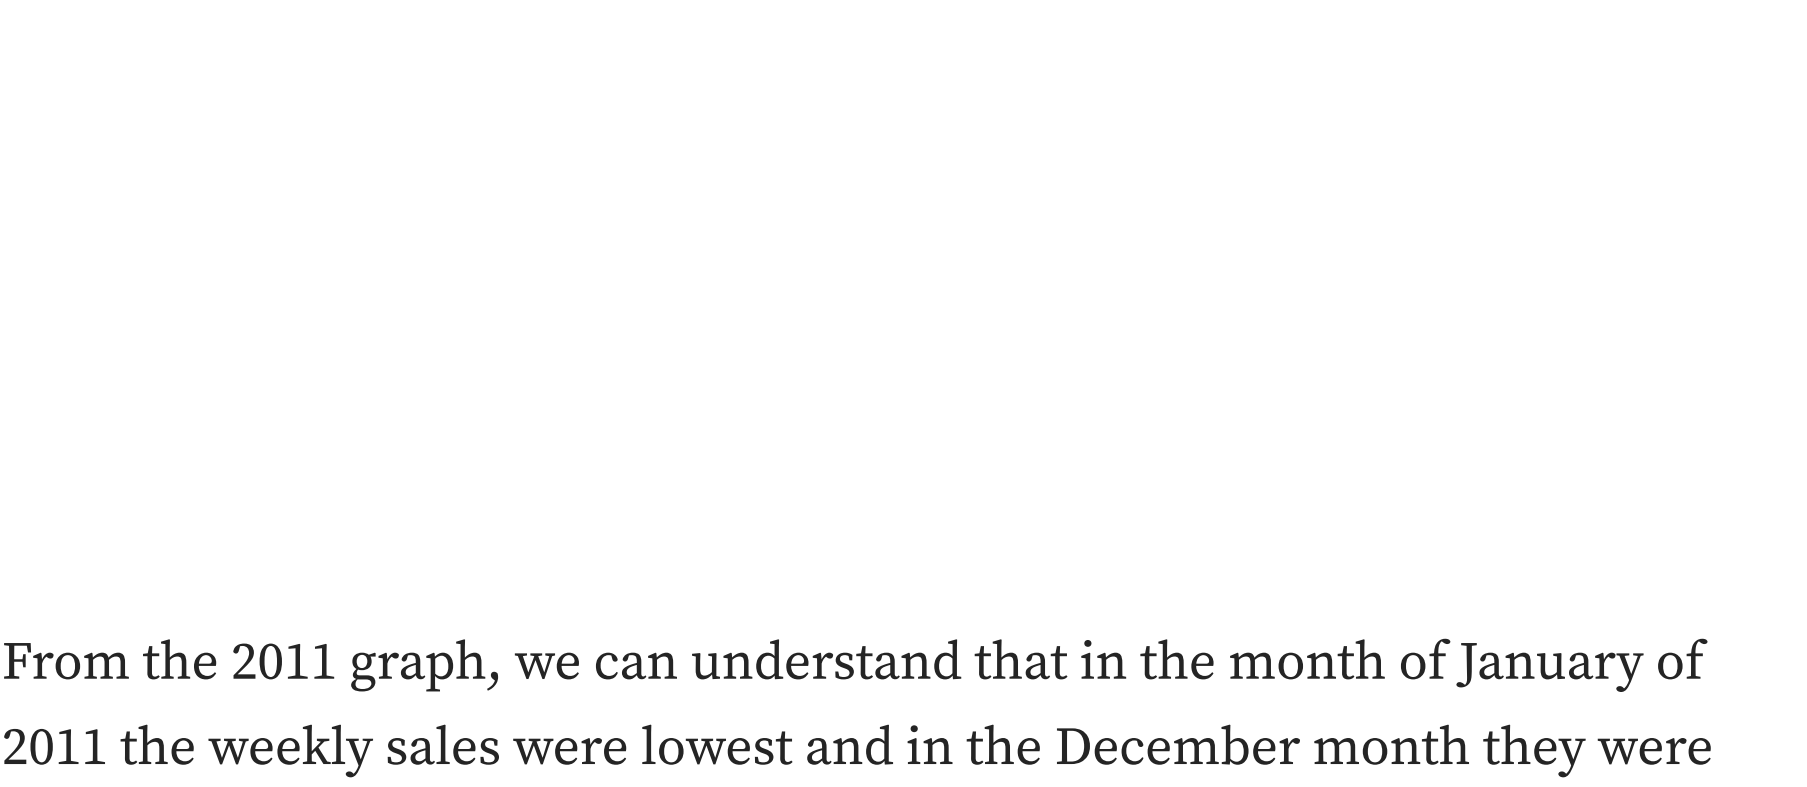 From the 2011 graph, we can understand that in the month of January of
2011 the weekly sales were lowest and in the December month they were